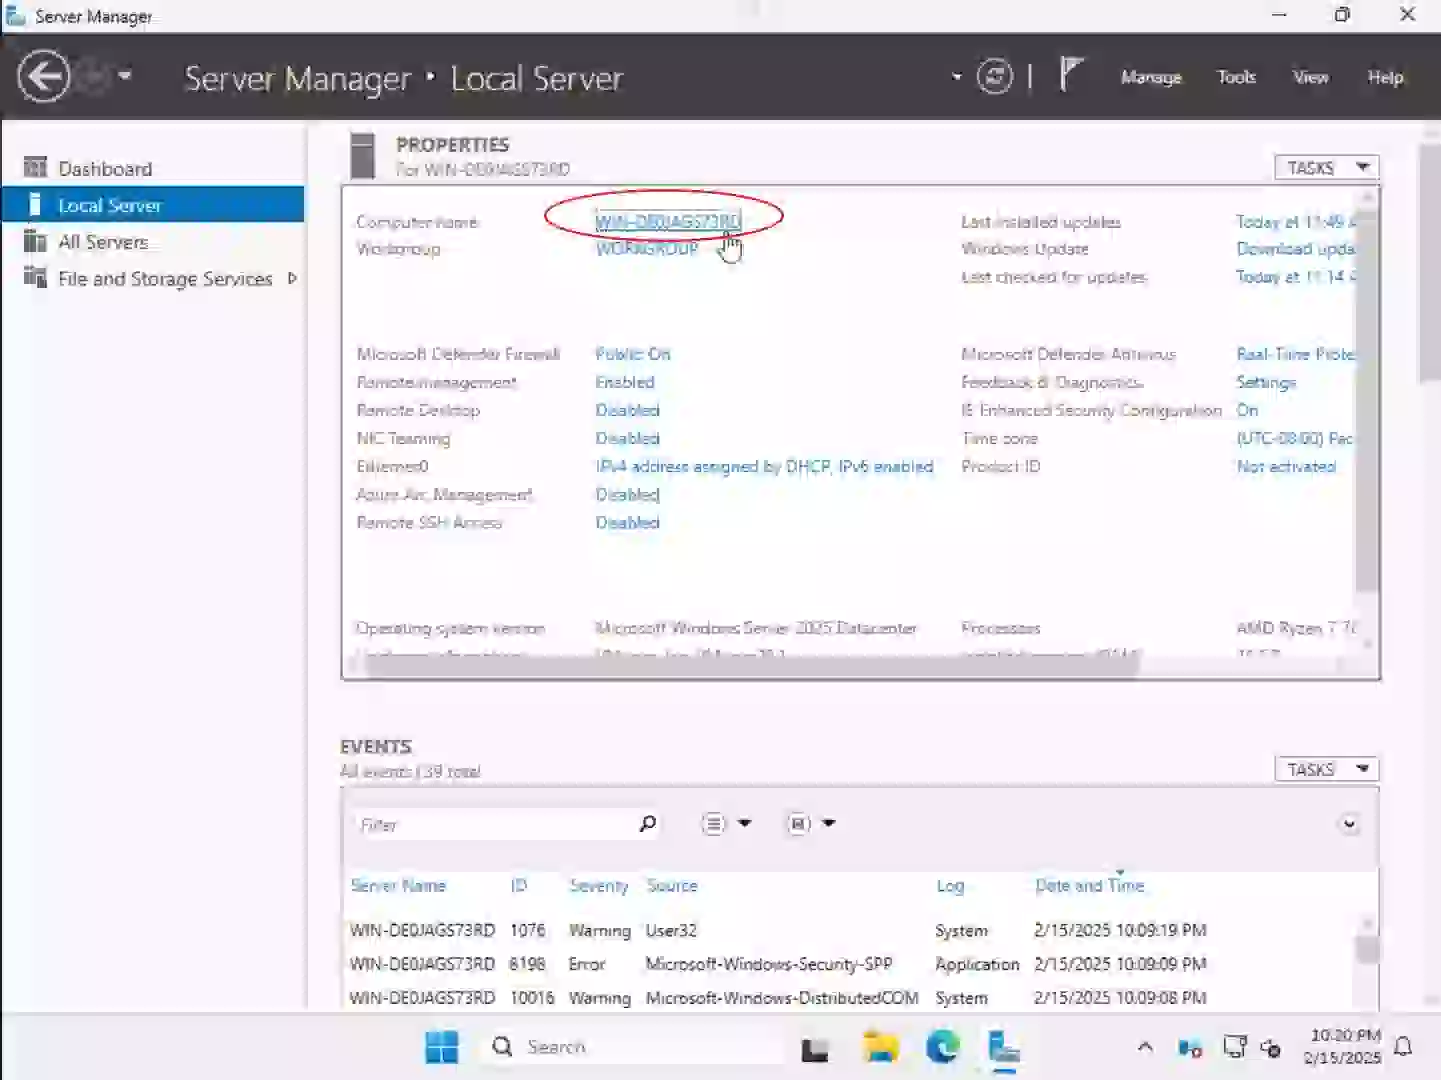 Server Manager
Server Manager • Local Server
Manage Tools View Help
Dashboard
Local Server
All Servers
File and Storage Services
PROPERTIES
For WIN-DE0JAGS73RD
TASKS
Computer name WIN-DE0JAGS73RD Last installed updates Today at 11:49 A
Workgroup WORKGROUP Windows Update Download upda
Last checked for updates Today at 11:14 A
Microsoft Defender Firewall Public: On Microsoft Defender Antivirus Real-Time Prote
Remote management Enabled Feedback & Diagnostics Settings
Remote Desktop Disabled IE Enhanced Security Configuration On
NIC Teaming Disabled Time zone (UTC-08:00) Pac
Ethernet0 IPv4 address assigned by DHCP, IPv6 enabled Product ID Not activated
Azure Arc Management Disabled
Remote SSH Access Disabled
Operating system version Microsoft Windows Server 2025 Datacenter Processors AMD Ryzen 7 7
EVENTS
All events | 39 total
TASKS
Filter
Server Name ID Severity Source Log Date and Time
WIN-DE0JAGS73RD 1076 Warning User32 System 2/15/2025 10:09:19 PM
WIN-DE0JAGS73RD 8198 Error Microsoft-Windows-Security-SPP Application 2/15/2025 10:09:09 PM
WIN-DE0JAGS73RD 10016 Warning Microsoft-Windows-DistributedCOM System 2/15/2025 10:09:08 PM
Search
10:20 PM
2/15/2025